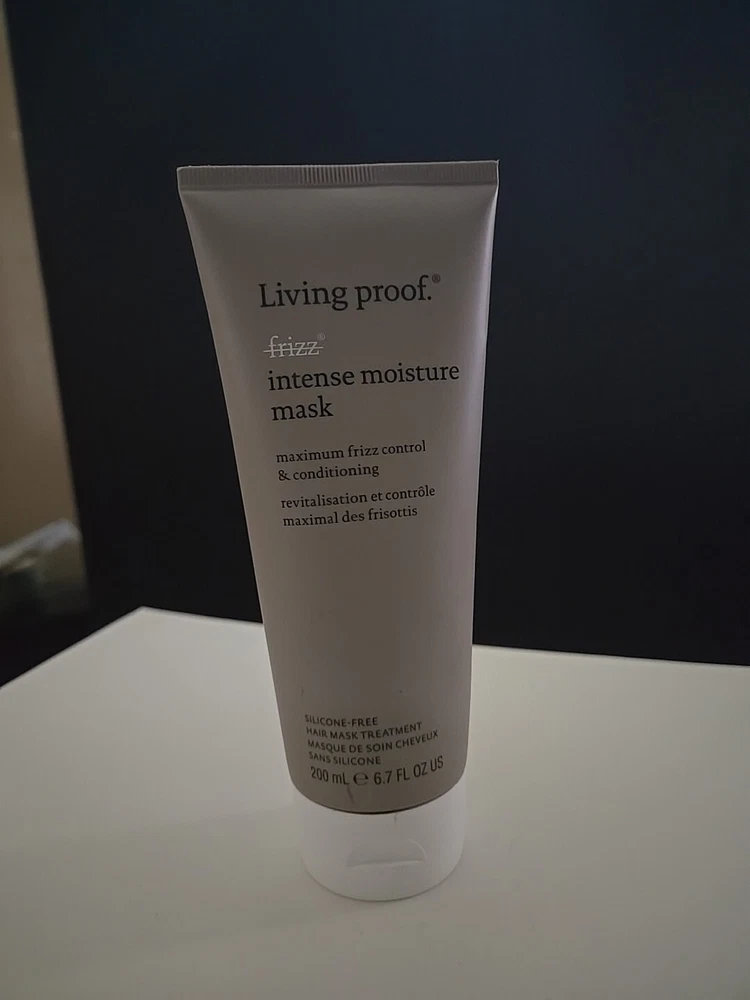 Living proof.®
frizz®
intense moisture
mask
maximum frizz control
& conditioning
revitalisation et contrôle
maximal des frisottis
SILICONE-FREE
HAIR MASK TREATMENT
MASQUE DE SOIN CHEVEUX
SANS SILICONE
200 mL ℮ 6.7 FL OZ US